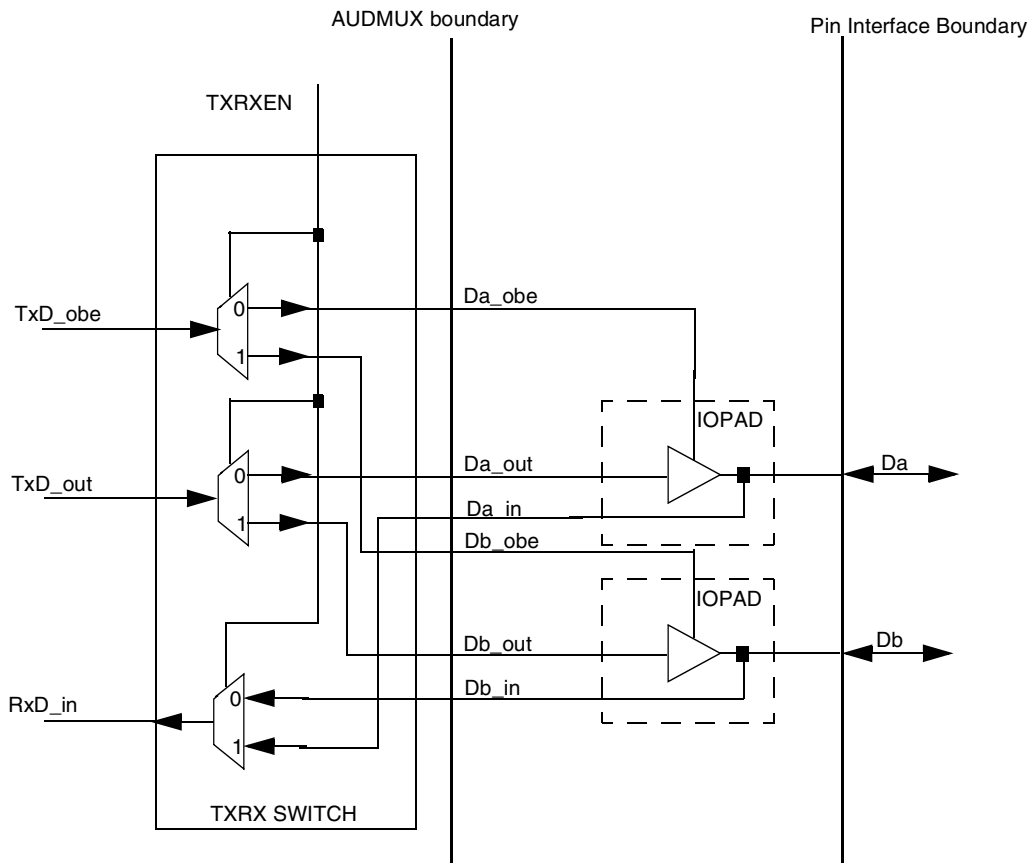 AUDMUX boundary
Pin Interface Boundary
TXRXEN
TxD_obe
0
1
Da_obe
IOPAD
TxD_out
0
1
Da_out
Da
Da_in
Db_obe
IOPAD
Db_out
Db
RxD_in
0
1
Db_in
TXRX SWITCH